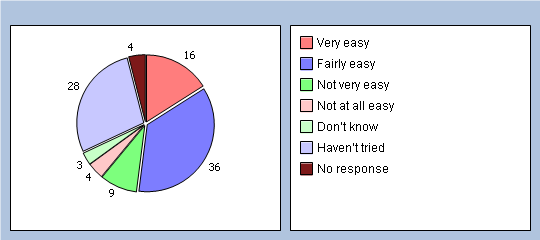 4
16
28
36
3
4
9
Very easy
Fairly easy
Not very easy
Not at all easy
Don't know
Haven't tried
No response